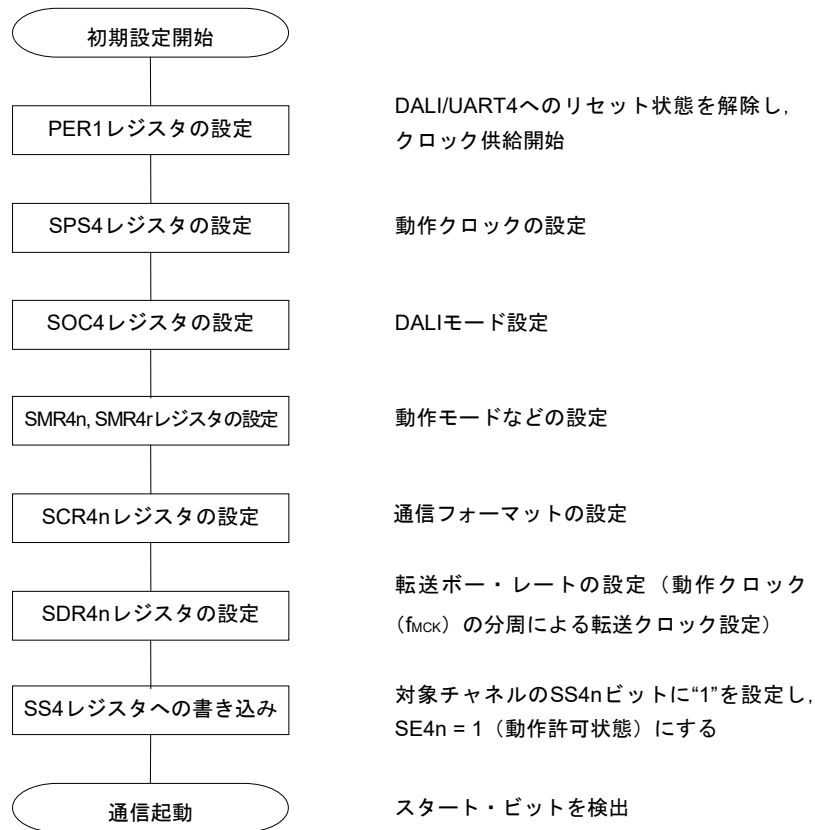 初期設定開始
PER1レジスタの設定
DALI/UART4へのリセット状態を解除し,
クロック供給開始
SPS4レジスタの設定
動作クロックの設定
SOC4レジスタの設定
DALIモード設定
SMR4n, SMR4rレジスタの設定
動作モードなどの設定
SCR4nレジスタの設定
通信フォーマットの設定
SDR4nレジスタの設定
転送ボー・レートの設定（動作クロック
（fMCK）の分周による転送クロック設定）
SS4レジスタへの書き込み
対象チャネルのSS4nビットに“1”を設定し,
SE4n = 1（動作許可状態）にする
通信起動
スタート・ビットを検出